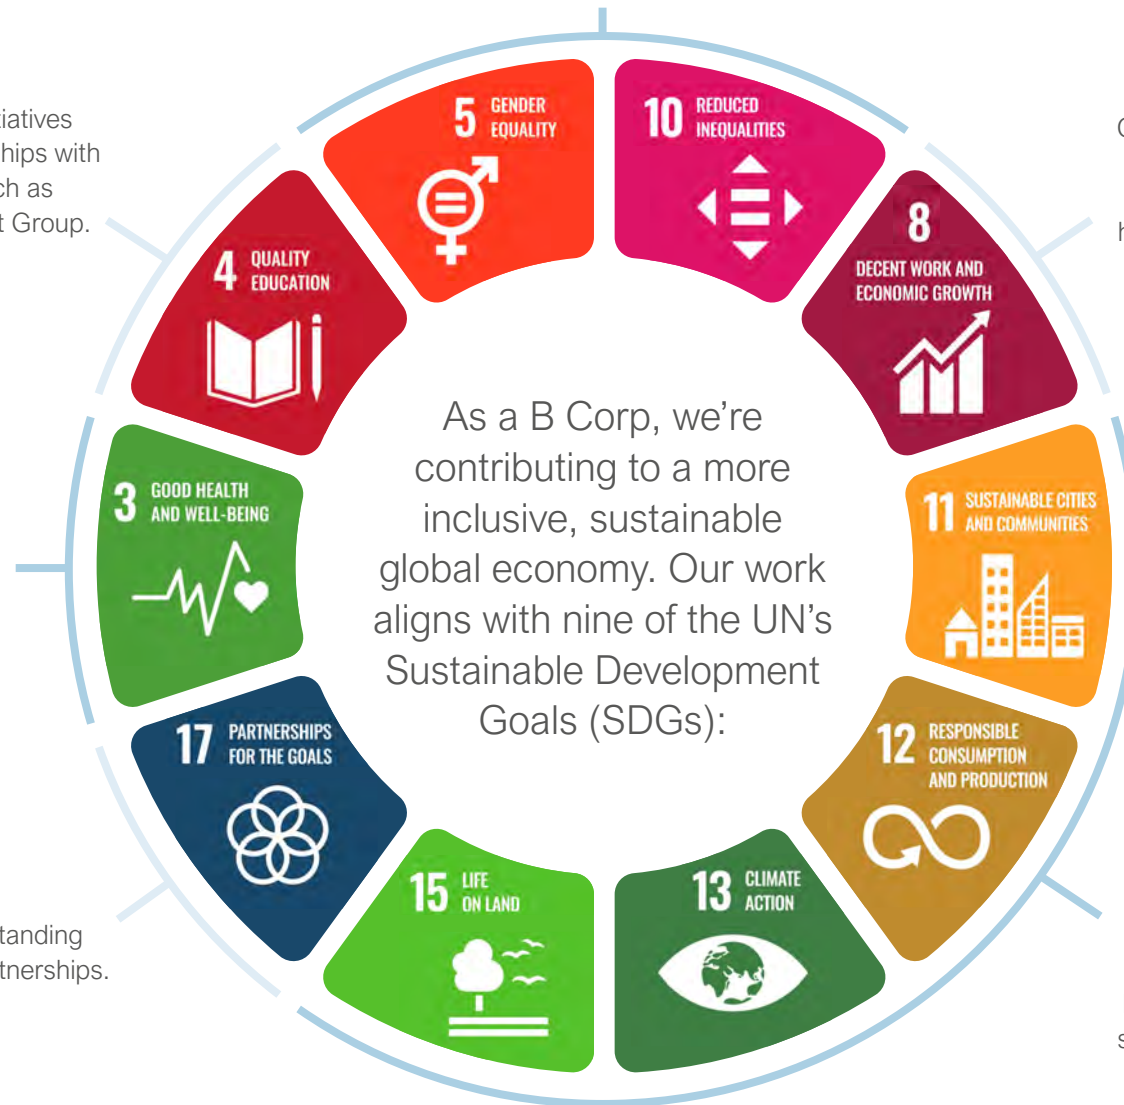 5 GENDER
EQUALITY
10 REDUCED
INEQUALITIES
8
DECENT WORK AND
ECONOMIC GROWTH
4 QUALITY
EDUCATION
3 GOOD HEALTH
AND WELL-BEING
11 SUSTAINABLE CITIES
AND COMMUNITIES
As a B Corp, we’re
contributing to a more
inclusive, sustainable
global economy. Our work
aligns with nine of the UN’s
Sustainable Development
Goals (SDGs):
17 PARTNERSHIPS
FOR THE GOALS
12 RESPONSIBLE
CONSUMPTION
AND PRODUCTION
15 LIFE
ON LAND
13 CLIMATE
ACTION
with
as
Group.